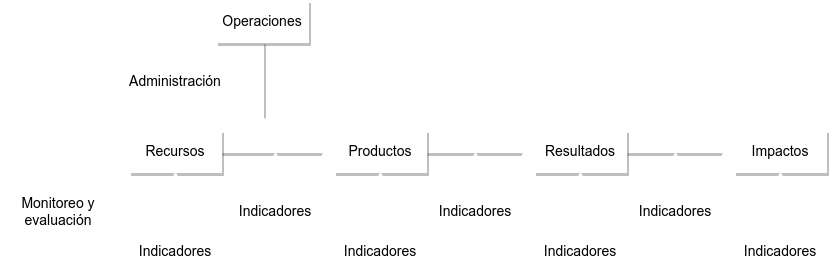 Operaciones
Administración
Recursos
Productos
Resultados
Impactos
Monitoreo y
evaluación
Indicadores
Indicadores
Indicadores
Indicadores
Indicadores
Indicadores
Indicadores